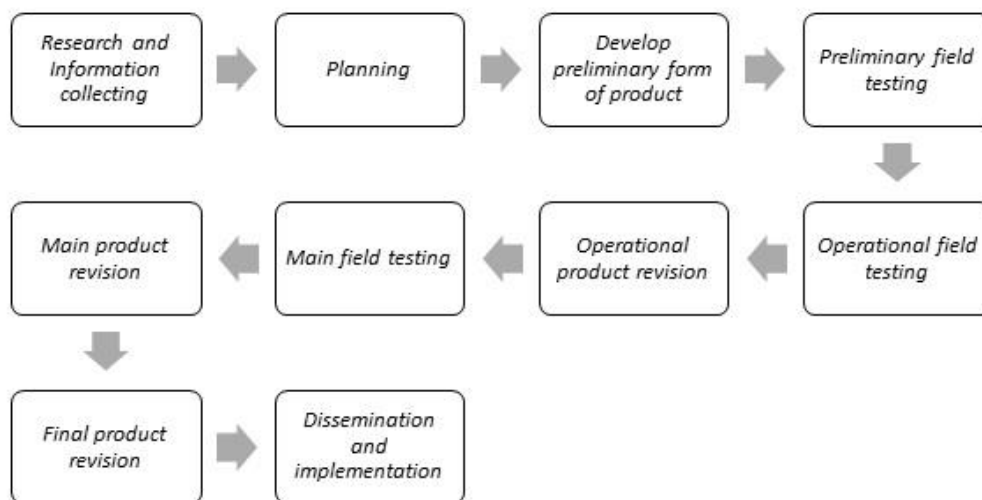 Research and
Information
collecting
Planning
Develop
preliminary form
of product
Preliminary field
testing
Operational field
testing
Operational
product revision
Main field testing
Main product
revision
Final product
revision
Dissemination
and
implementation